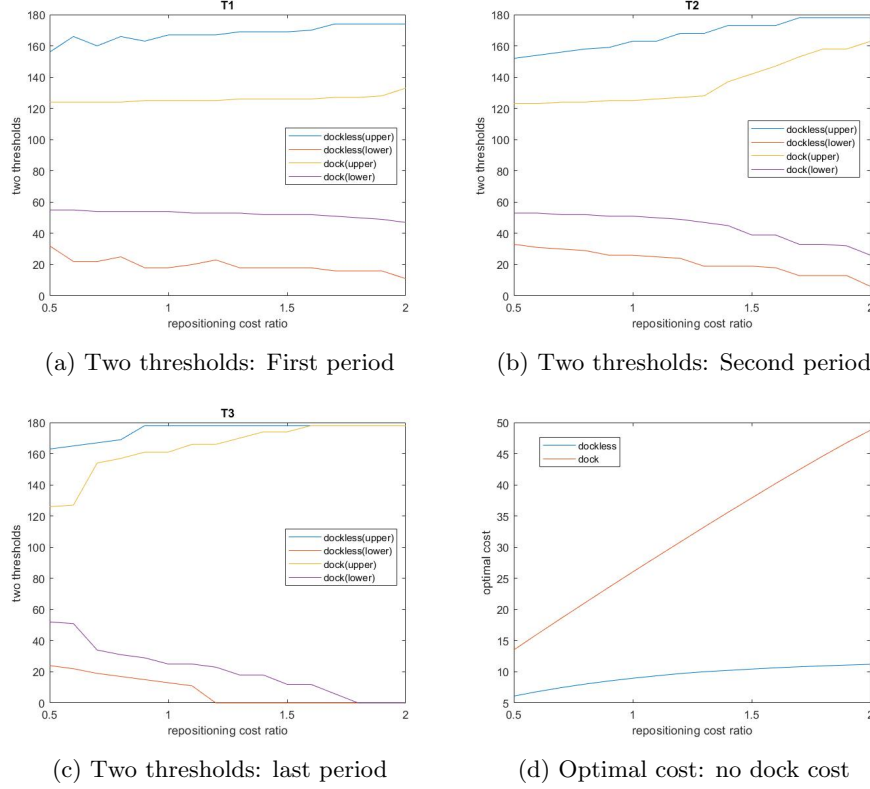 T1
180
160
140
120
100
80
60
40
20
0
two thresholds
dockless(upper)
dockless(lower)
dock(upper)
dock(lower)
0.5 1 1.5 2
repositioning cost ratio
(a) Two thresholds: First period
T2
180
160
140
120
100
80
60
40
20
0
two thresholds
dockless(upper)
dockless(lower)
dock(upper)
dock(lower)
0.5 1 1.5 2
repositioning cost ratio
(b) Two thresholds: Second period
T3
180
160
140
120
100
80
60
40
20
0
two thresholds
dockless(upper)
dockless(lower)
dock(upper)
dock(lower)
0.5 1 1.5 2
repositioning cost ratio
(c) Two thresholds: last period
50
45
40
35
30
25
20
15
10
5
optimal cost
dockless
dock
0.5 1 1.5 2
repositioning cost ratio
(d) Optimal cost: no dock cost